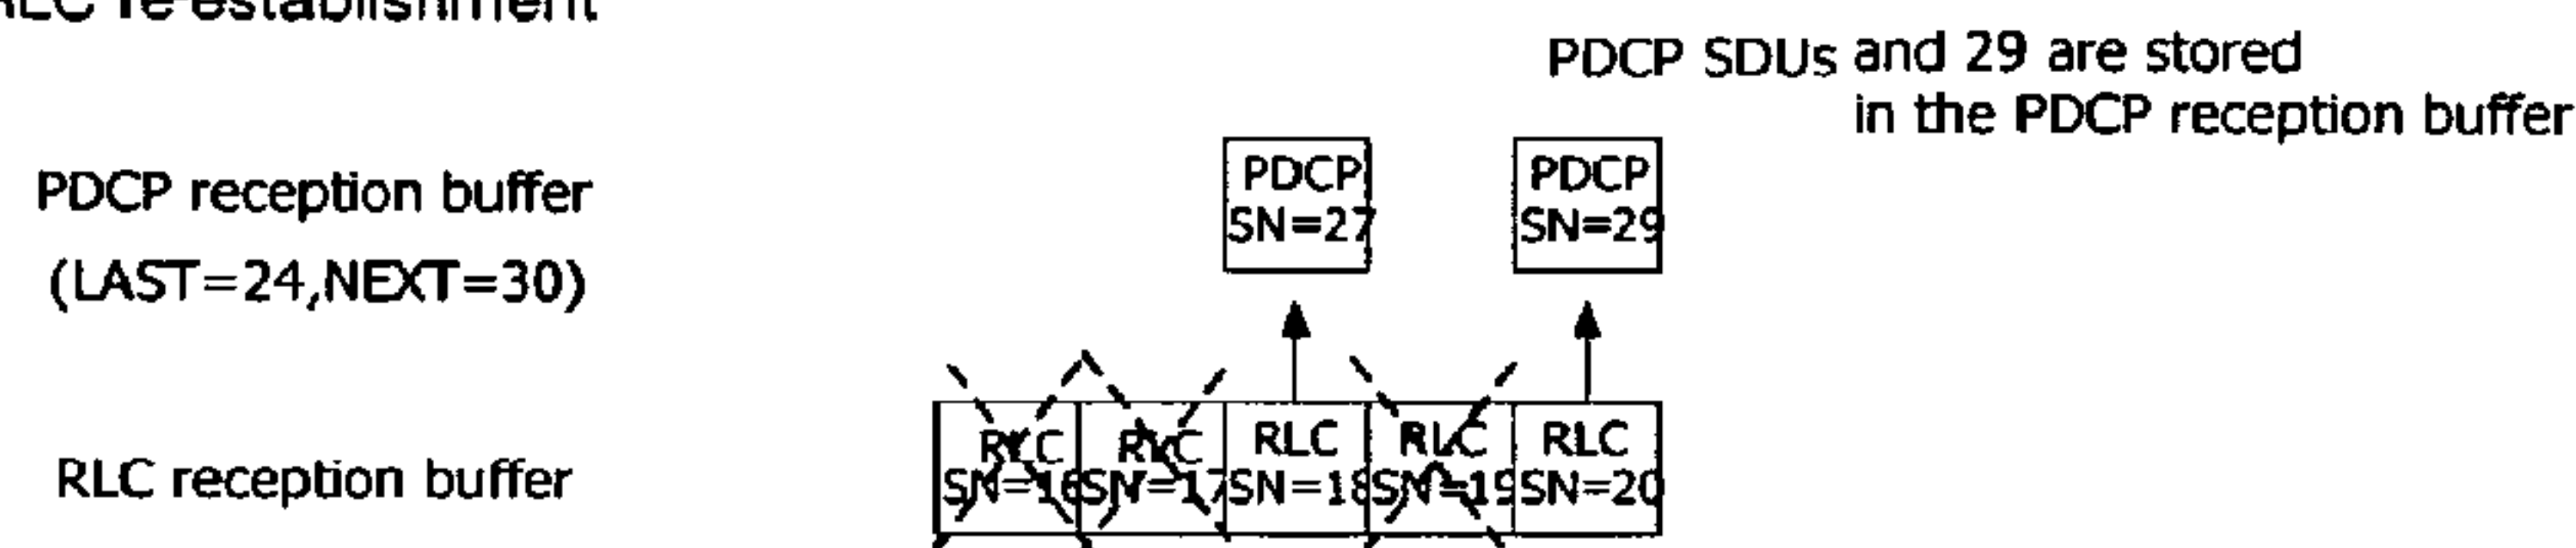 RLC re-establishment
PDCP SDUs and 29 are stored
in the PDCP reception buffer
PDCP reception buffer
(LAST=24,NEXT=30)
PDCP
SN=27
PDCP
SN=29
RLC reception buffer
RLC
SN=16
RLC
SN=17
RLC
SN=18
RLC
SN=19
RLC
SN=20